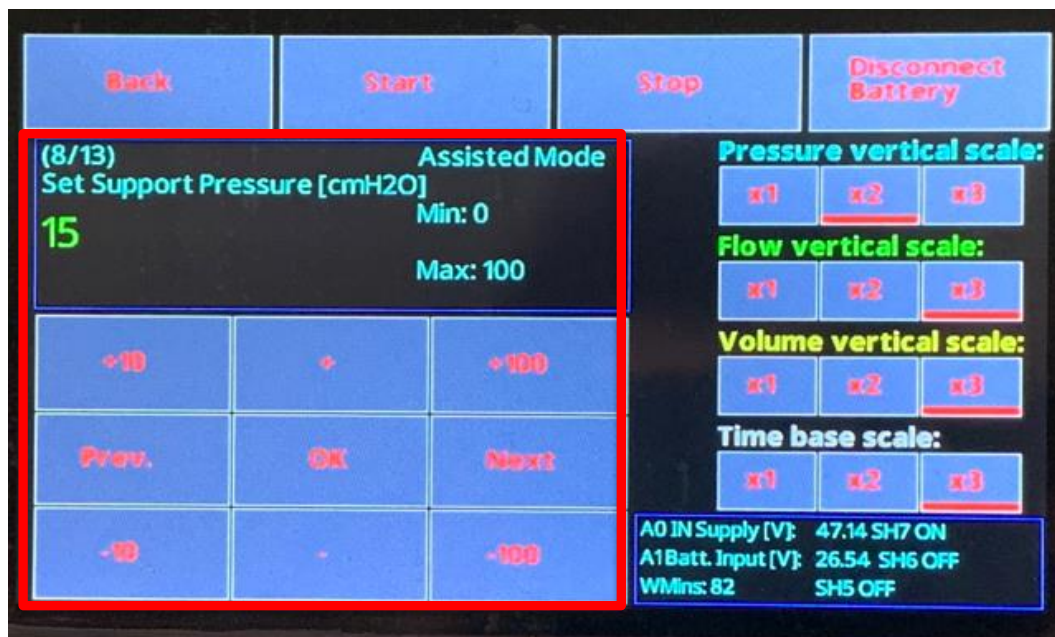 Back Start Stop Disconnect
Battery
(8/13) Assisted Mode
Set Support Pressure [cmH2O]
15
Min: 0
Max: 100
+10 + +100
Prev. OK Next
-10 - -100
Pressure vertical scale:
x1 x2 x3
Flow vertical scale:
x1 x2 x3
Volume vertical scale:
x1 x2 x3
Time base scale:
x1 x2 x3
A0 IN Supply [V]: 47.14 SH7 ON
A1 Batt. Input [V]: 26.54 SH6 OFF
WMins: 82 SH5 OFF